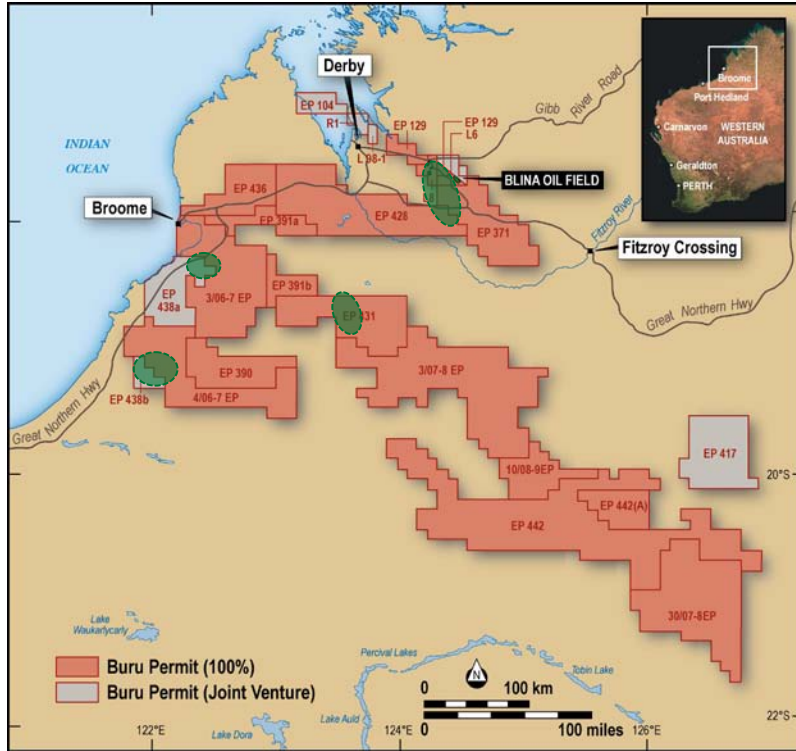 Derby
Broome
Port Hedland
Carnarvon
WESTERN
AUSTRALIA
Geraldton
PERTH
Gibb River Road
EP 104
R1
EP 129
EP 129
L6
L 98-1
INDIAN
OCEAN
BLINA OIL FIELD
EP 436
Broome
EP 391a
EP 428
EP 371
Fitzroy River
Fitzroy Crossing
EP
438a
3/06-7 EP
EP 391b
EP 431
Great Northern Hwy
EP 390
3/07-8 EP
EP 438b
4/06-7 EP
Great Northern Hwy
EP 417
10/08-9EP
20°S
EP 442(A)
EP 442
30/07-8EP
Lake
Waukarlycarly
Percival Lakes
Tobin Lake
Buru Permit (100%)
Buru Permit (Joint Venture)
N
0 100 km
0 100 miles
Lake Auld
Lake Dora
122°E
124°E
126°E
22°S